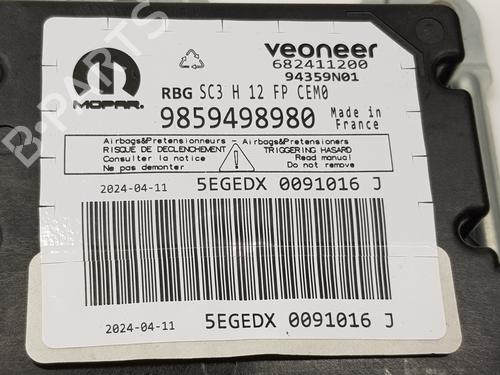 veoneer
682411200
94359N01
MOPAR.
RBG SC3 H 12 FP CEM0
9859498980
Made in
France
Airbags&Pretensionneurs - Airbags&Pretensioners
RISQUE DE DECLENCHEMENT TRIGGERING HASARD
Consulter la notice Read manual
Ne pas demonter Do not remove
2024-04-11 5EGEDX 0091016 J
2024-04-11 5EGEDX 0091016 J
B-PARTS